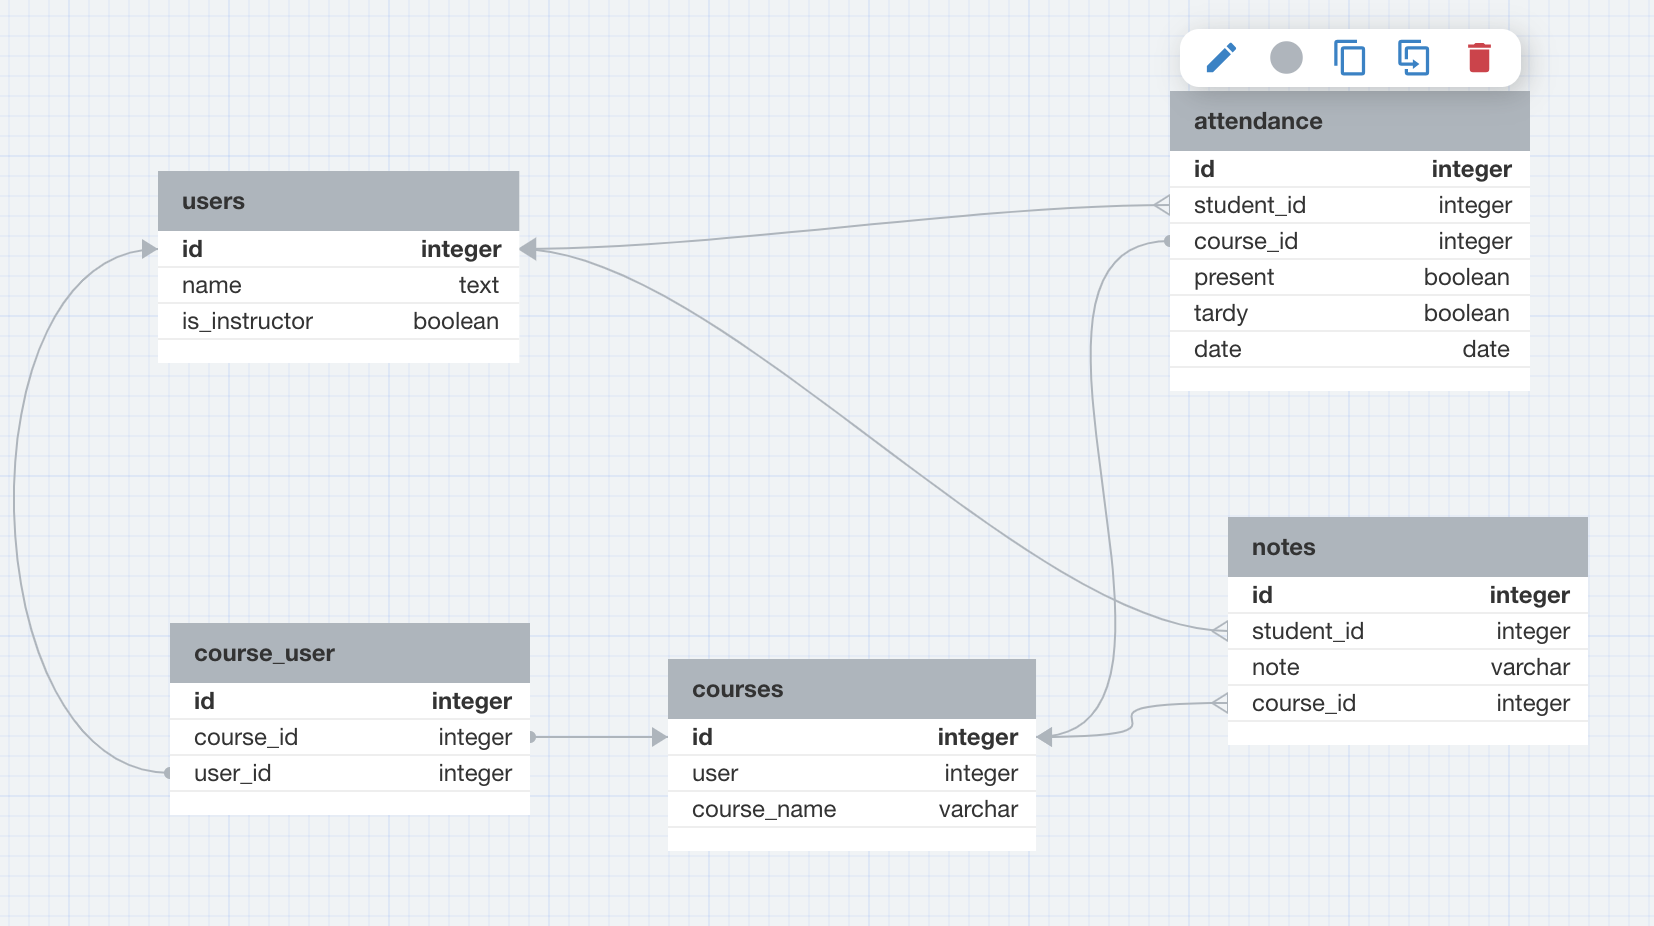 attendance
id integer
student_id integer
course_id integer
present boolean
tardy boolean
date date
users
id integer
name text
is_instructor boolean
notes
id integer
student_id integer
note varchar
course_id integer
course_user
id integer
course_id integer
user_id integer
courses
id integer
user integer
course_name varchar